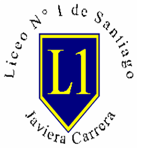 Liceo N° 1 de Santiago
L1
Javiera Carrera